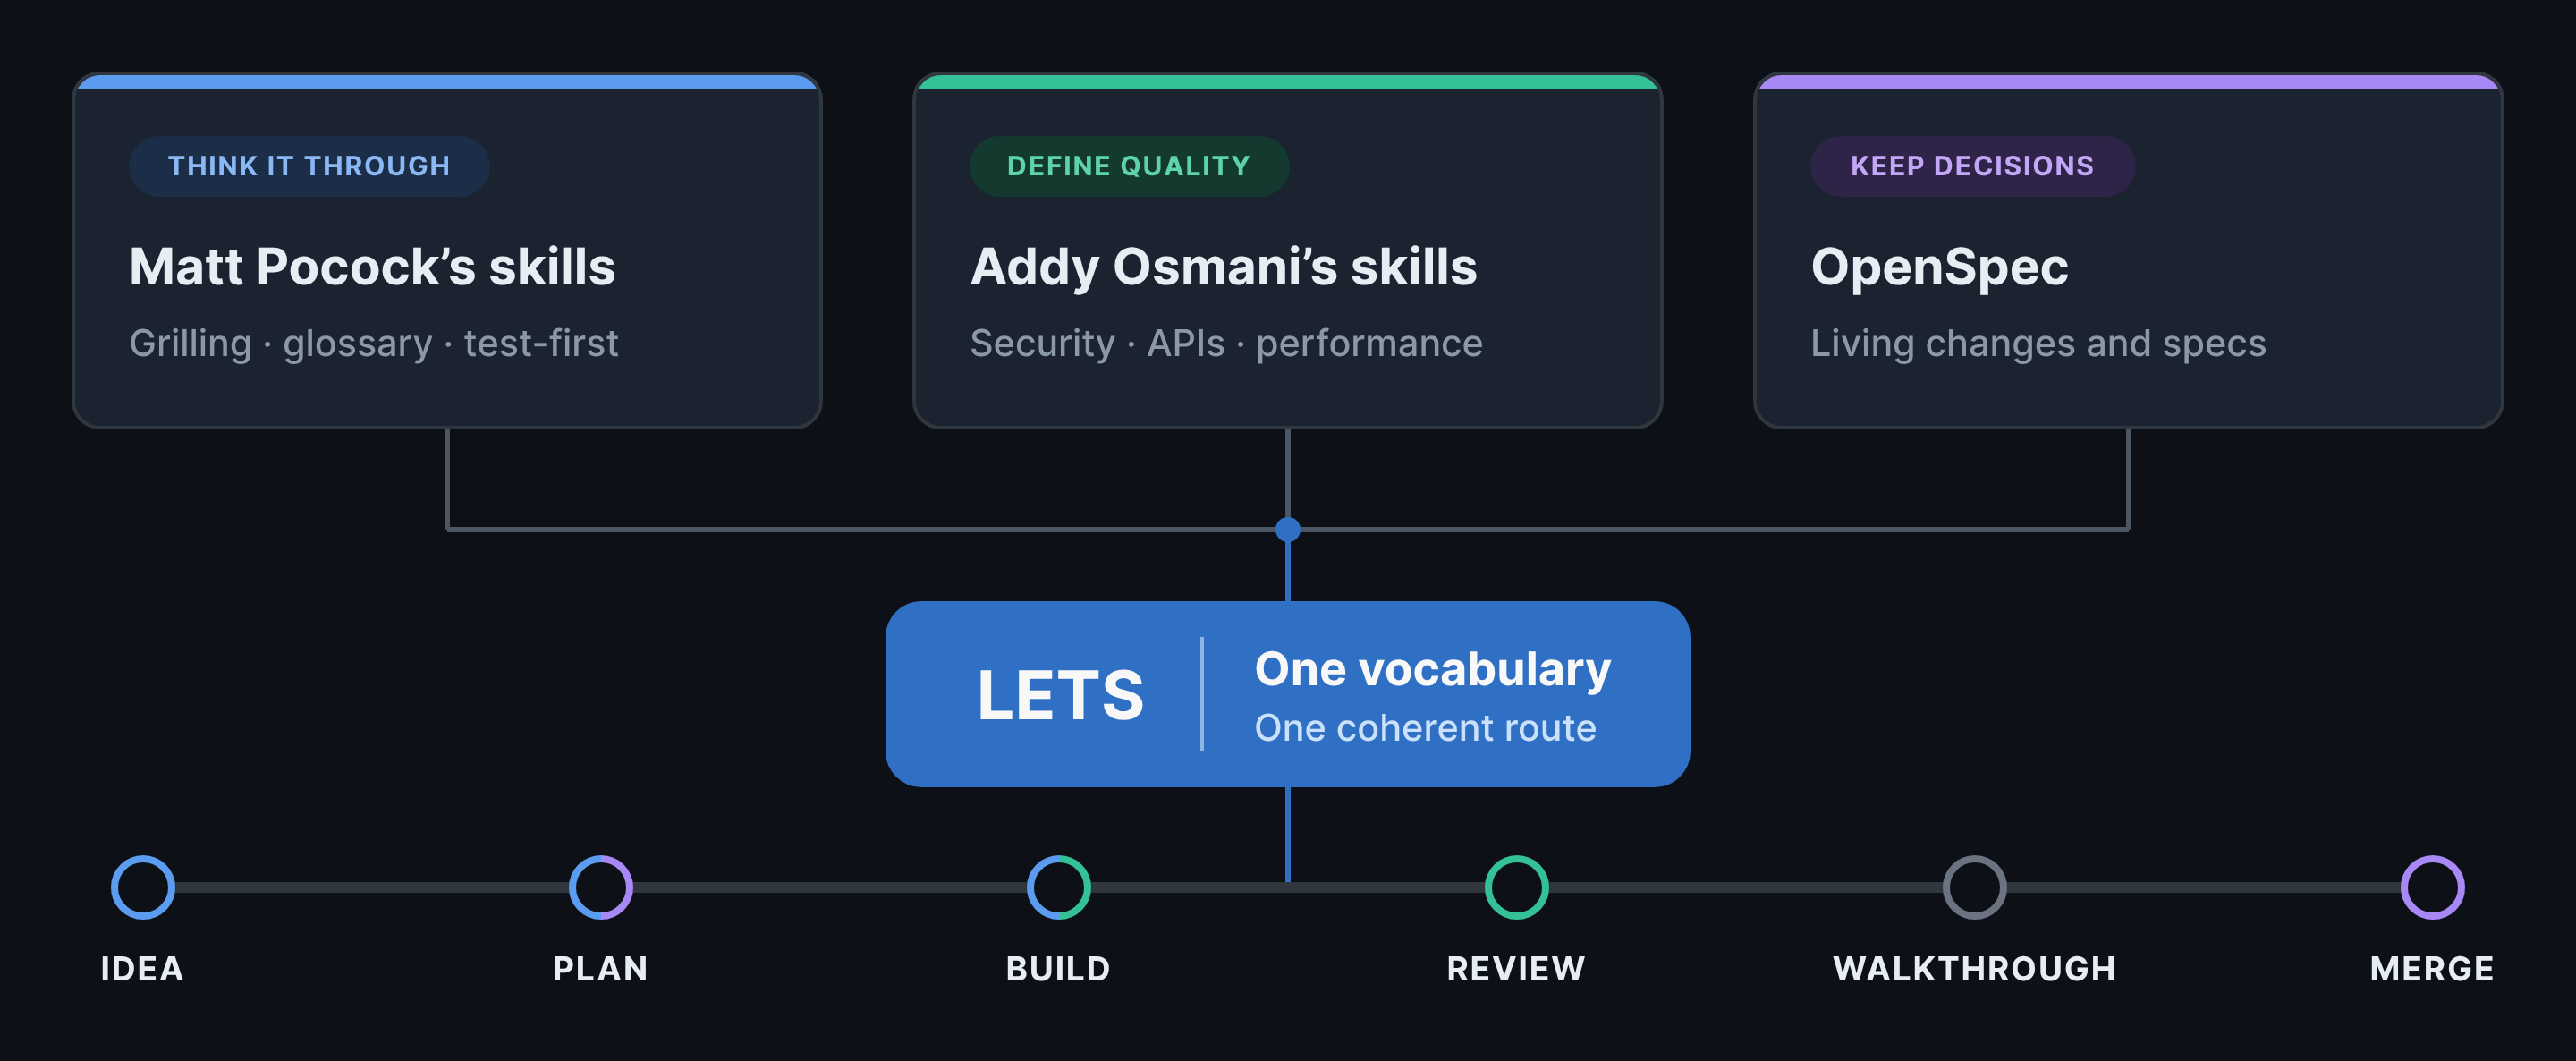 THINK IT THROUGH
Matt Pocock’s skills
Grilling · glossary · test-first
DEFINE QUALITY
Addy Osmani’s skills
Security · APIs · performance
KEEP DECISIONS
OpenSpec
Living changes and specs
LETS
One vocabulary
One coherent route
IDEA
PLAN
BUILD
REVIEW
WALKTHROUGH
MERGE